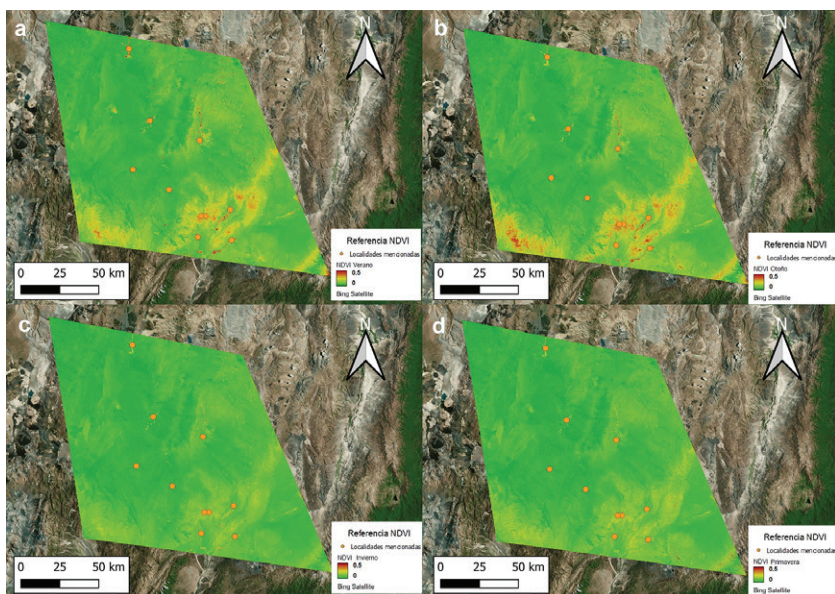 a
N
Referencia NDVI
Localidades mencionadas
NDVI Verano
0.5
0
Bing Satellite
0 25 50 km
b
N
Referencia NDVI
Localidades mencionadas
NDVI Otoño
0.5
0
Bing Satellite
0 25 50 km
c
N
Referencia NDVI
Localidades mencionadas
NDVI Invierno
0.5
0
Bing Satellite
0 25 50 km
d
N
Referencia NDVI
Localidades mencionadas
NDVI Primavera
0.5
0
Bing Satellite
0 25 50 km